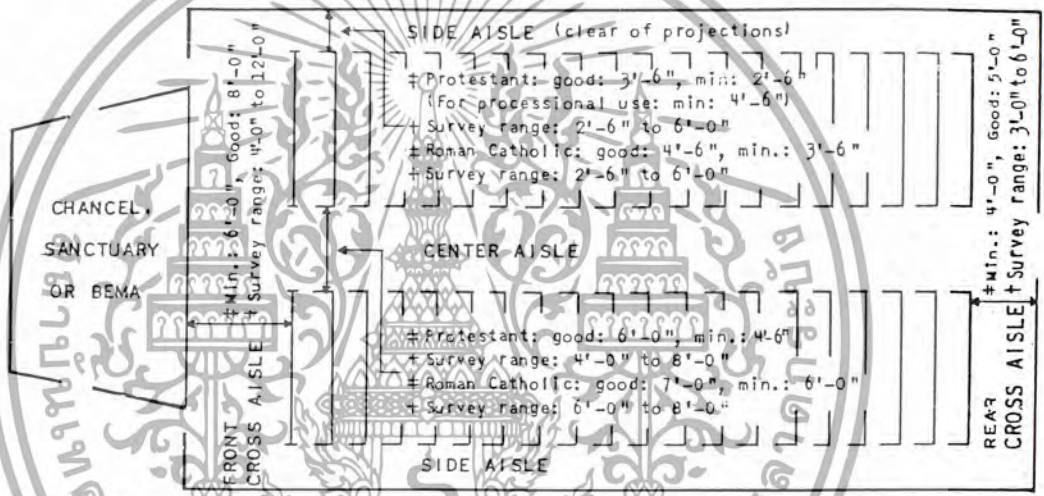 SIDE AISLE (clear of projections)
‡ Protestant: good: 3'-6", min: 2'-6"
(For processional use: min: 4'-6")
+ Survey range: 2'-6" to 6'-0"
‡ Roman Catholic: good: 4'-6", min.: 3'-6"
+ Survey range: 2'-6" to 6'-0"
CHANCEL,
SANCTUARY
OR BEMA
FRONT
CROSS AISLE
‡ Min.: 6'-0", Good: 8'-0"
+ Survey range: 4'-0" to 12'-0"
CENTER AISLE
‡ Protestant: good: 6'-0", min.: 4'-6"
+ Survey range: 4'-0" to 8'-0"
‡ Roman Catholic: good: 7'-0", min.: 6'-0"
+ Survey range: 6'-0" to 8'-0"
SIDE AISLE
REAR
CROSS AISLE
‡ Min.: 4'-0", Good: 5'-0"
† Survey range: 3'-0" to 6'-0"